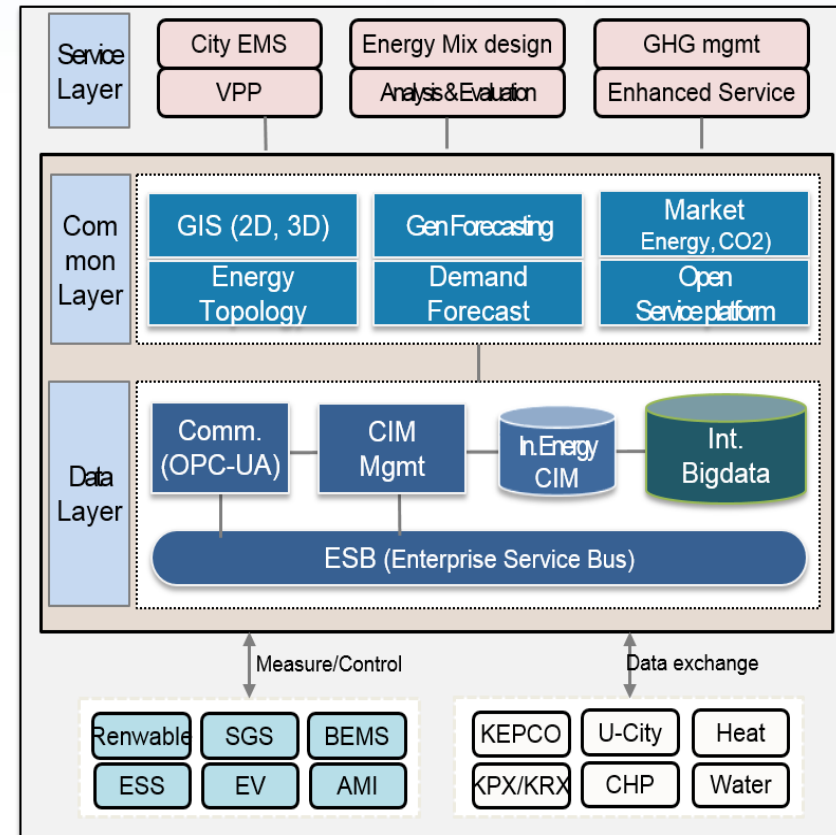 Service
Layer
City EMS
Energy Mix design
GHG mgmt
VPP
Analysis & Evaluation
Enhanced Service
Com
mon
Layer
GIS (2D, 3D)
Gen Forecasting
Market
Energy, CO2)
Energy
Topology
Demand
Forecast
Open
Service platform
Data
Layer
Comm.
(OPC-UA)
CIM
Mgmt
In. Energy
CIM
Int.
Bigdata
ESB (Enterprise Service Bus)
Measure/Control
Data exchange
Renwable
SGS
BEMS
ESS
EV
AMI
KEPCO
U-City
Heat
KPX/KRX
CHP
Water